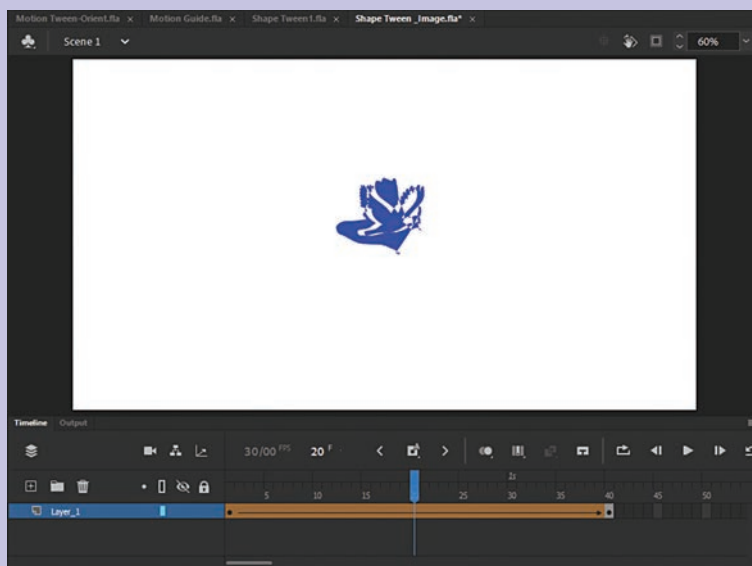 Motion Tween-Orient.fla × Motion Guide.fla × Shape Tween1.fla × Shape Tween _Image.fla* ×
Scene 1 60%
Timeline Output
30/00 FPS 20 F
1s
5 10 15 25 30 35 40 45 50
Layer_1